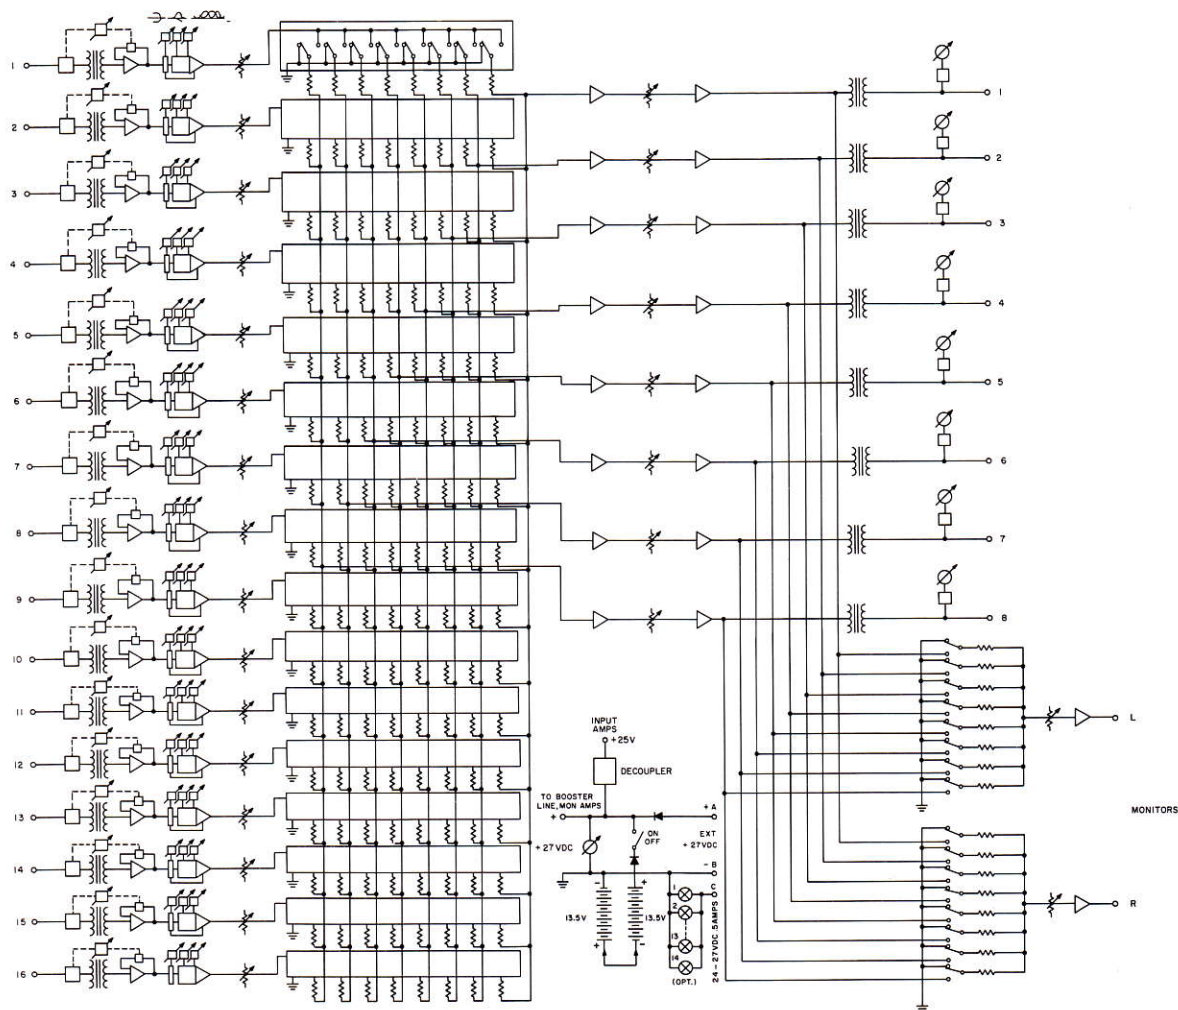 1
2
3
4
5
6
7
8
9
10
11
12
13
14
15
16
1
2
3
4
5
6
7
8
L
MONITORS
R
INPUT
AMPS
+25V
DECOUPLER
TO BOOSTER
LINE, MON AMPS
+
+A
ON
OFF
EXT
+27VDC
+27VDC
-B
C
-
+
13.5V
13.5V
+
-
1
2
13
14
(OPT.)
24-27VDC .5AMPS